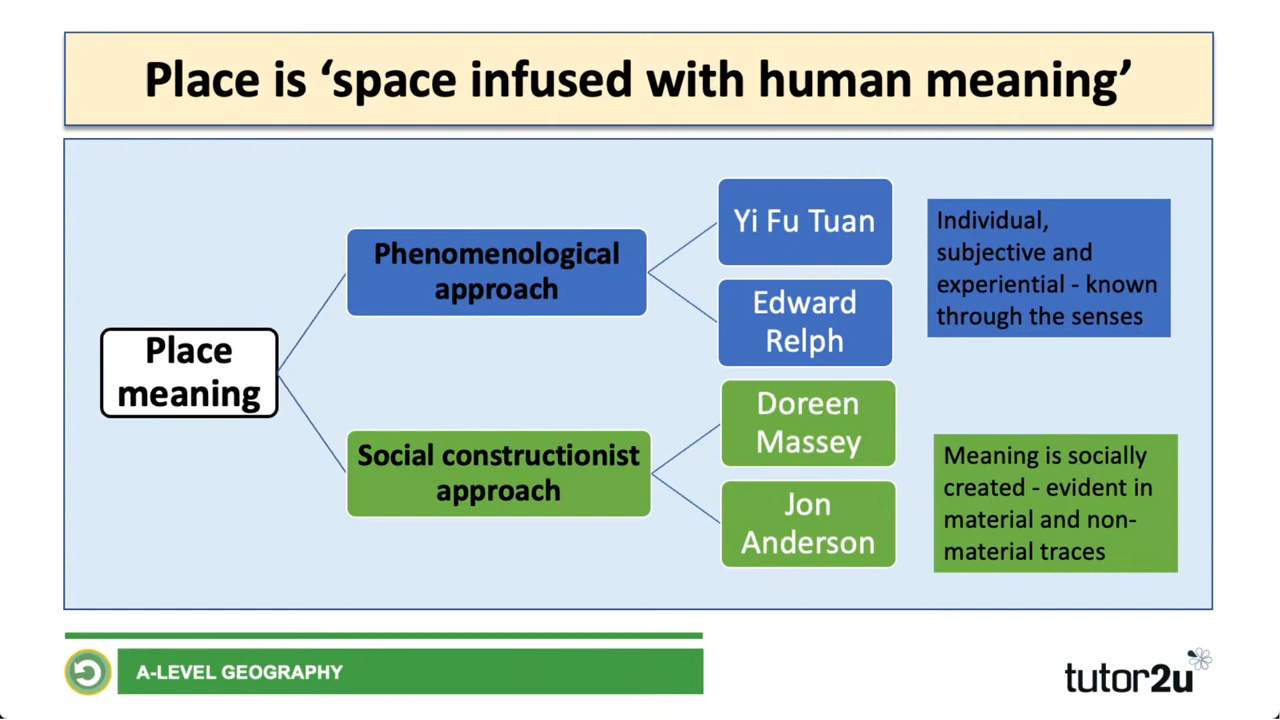 Place is ‘space infused with human meaning’
Place
meaning
Phenomenological
approach
Yi Fu Tuan
Edward
Relph
Individual,
subjective and
experiential - known
through the senses
Social constructionist
approach
Doreen
Massey
Jon
Anderson
Meaning is socially
created - evident in
material and non-
material traces
A-LEVEL GEOGRAPHY
tutor2u